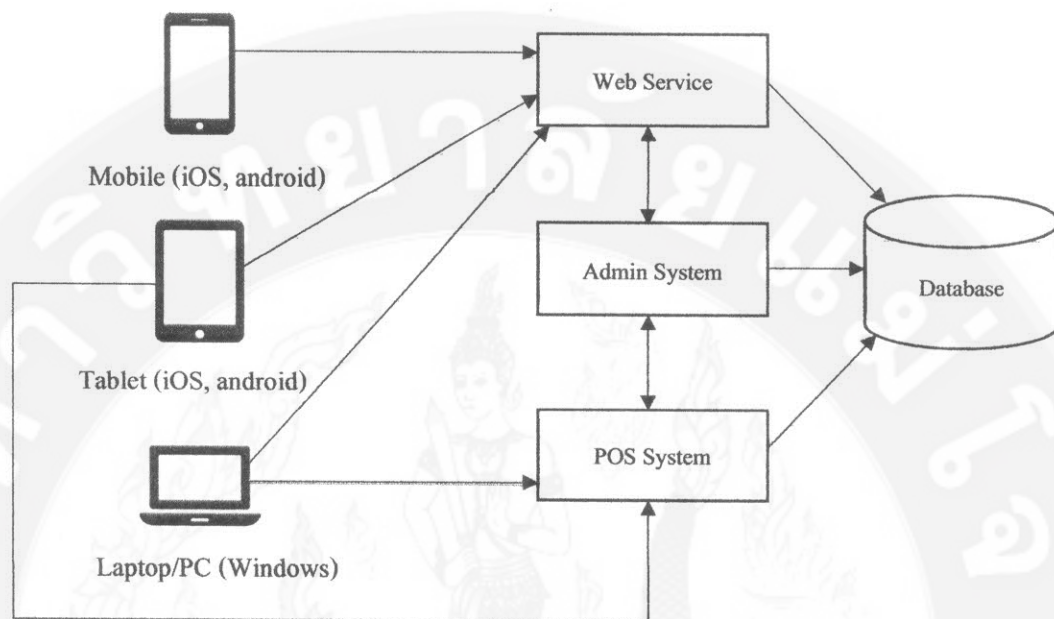 Web Service
Mobile (iOS, android)
Admin System
Database
Tablet (iOS, android)
POS System
Laptop/PC (Windows)